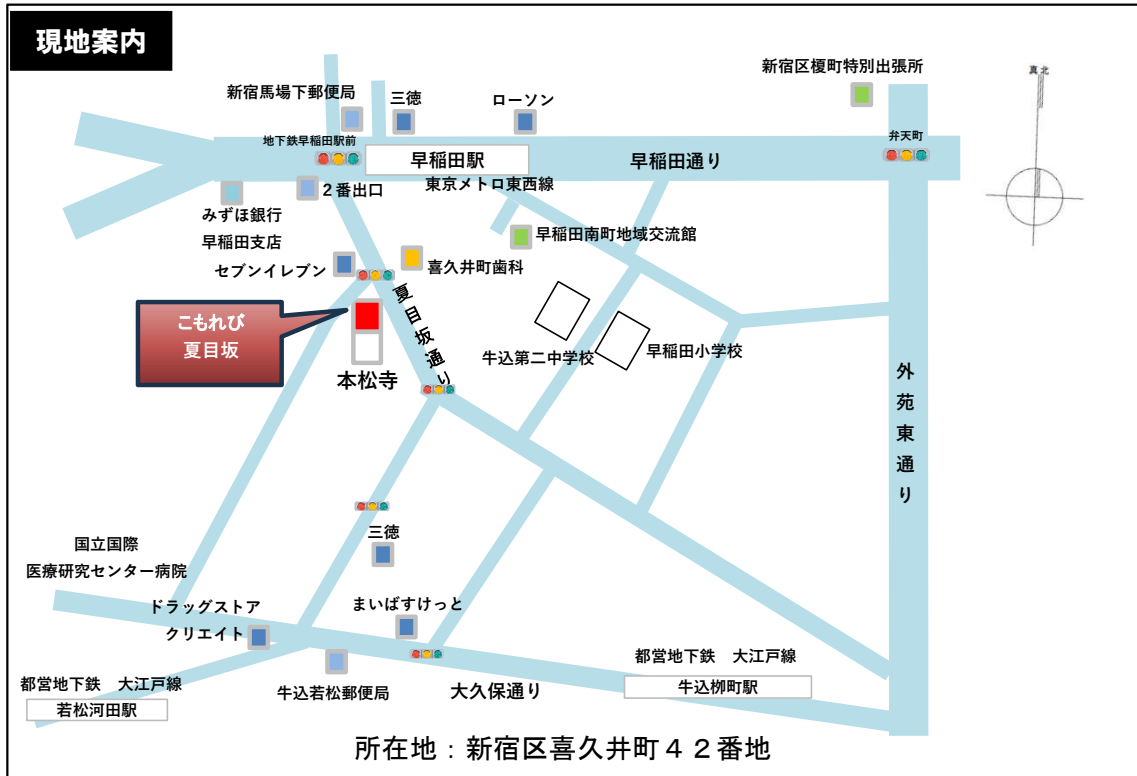 現地案内
新宿区榎町特別出張所
真北
新宿馬場下郵便局
三徳
ローソン
地下鉄早稲田駅前
弁天町
早稲田駅
早稲田通り
2番出口
東京メトロ東西線
みずほ銀行
早稲田支店
早稲田南町地域交流館
セブンイレブン
喜久井町歯科
夏目坂通り
こもれび
夏目坂
本松寺
牛込第二中学校
早稲田小学校
外苑東通り
三徳
国立国際
医療研究センター病院
ドラッグストア
クリエイト
まいばすけっと
都営地下鉄 大江戸線
若松河田駅
牛込若松郵便局
大久保通り
都営地下鉄 大江戸線
牛込栁町駅
所在地：新宿区喜久井町42番地